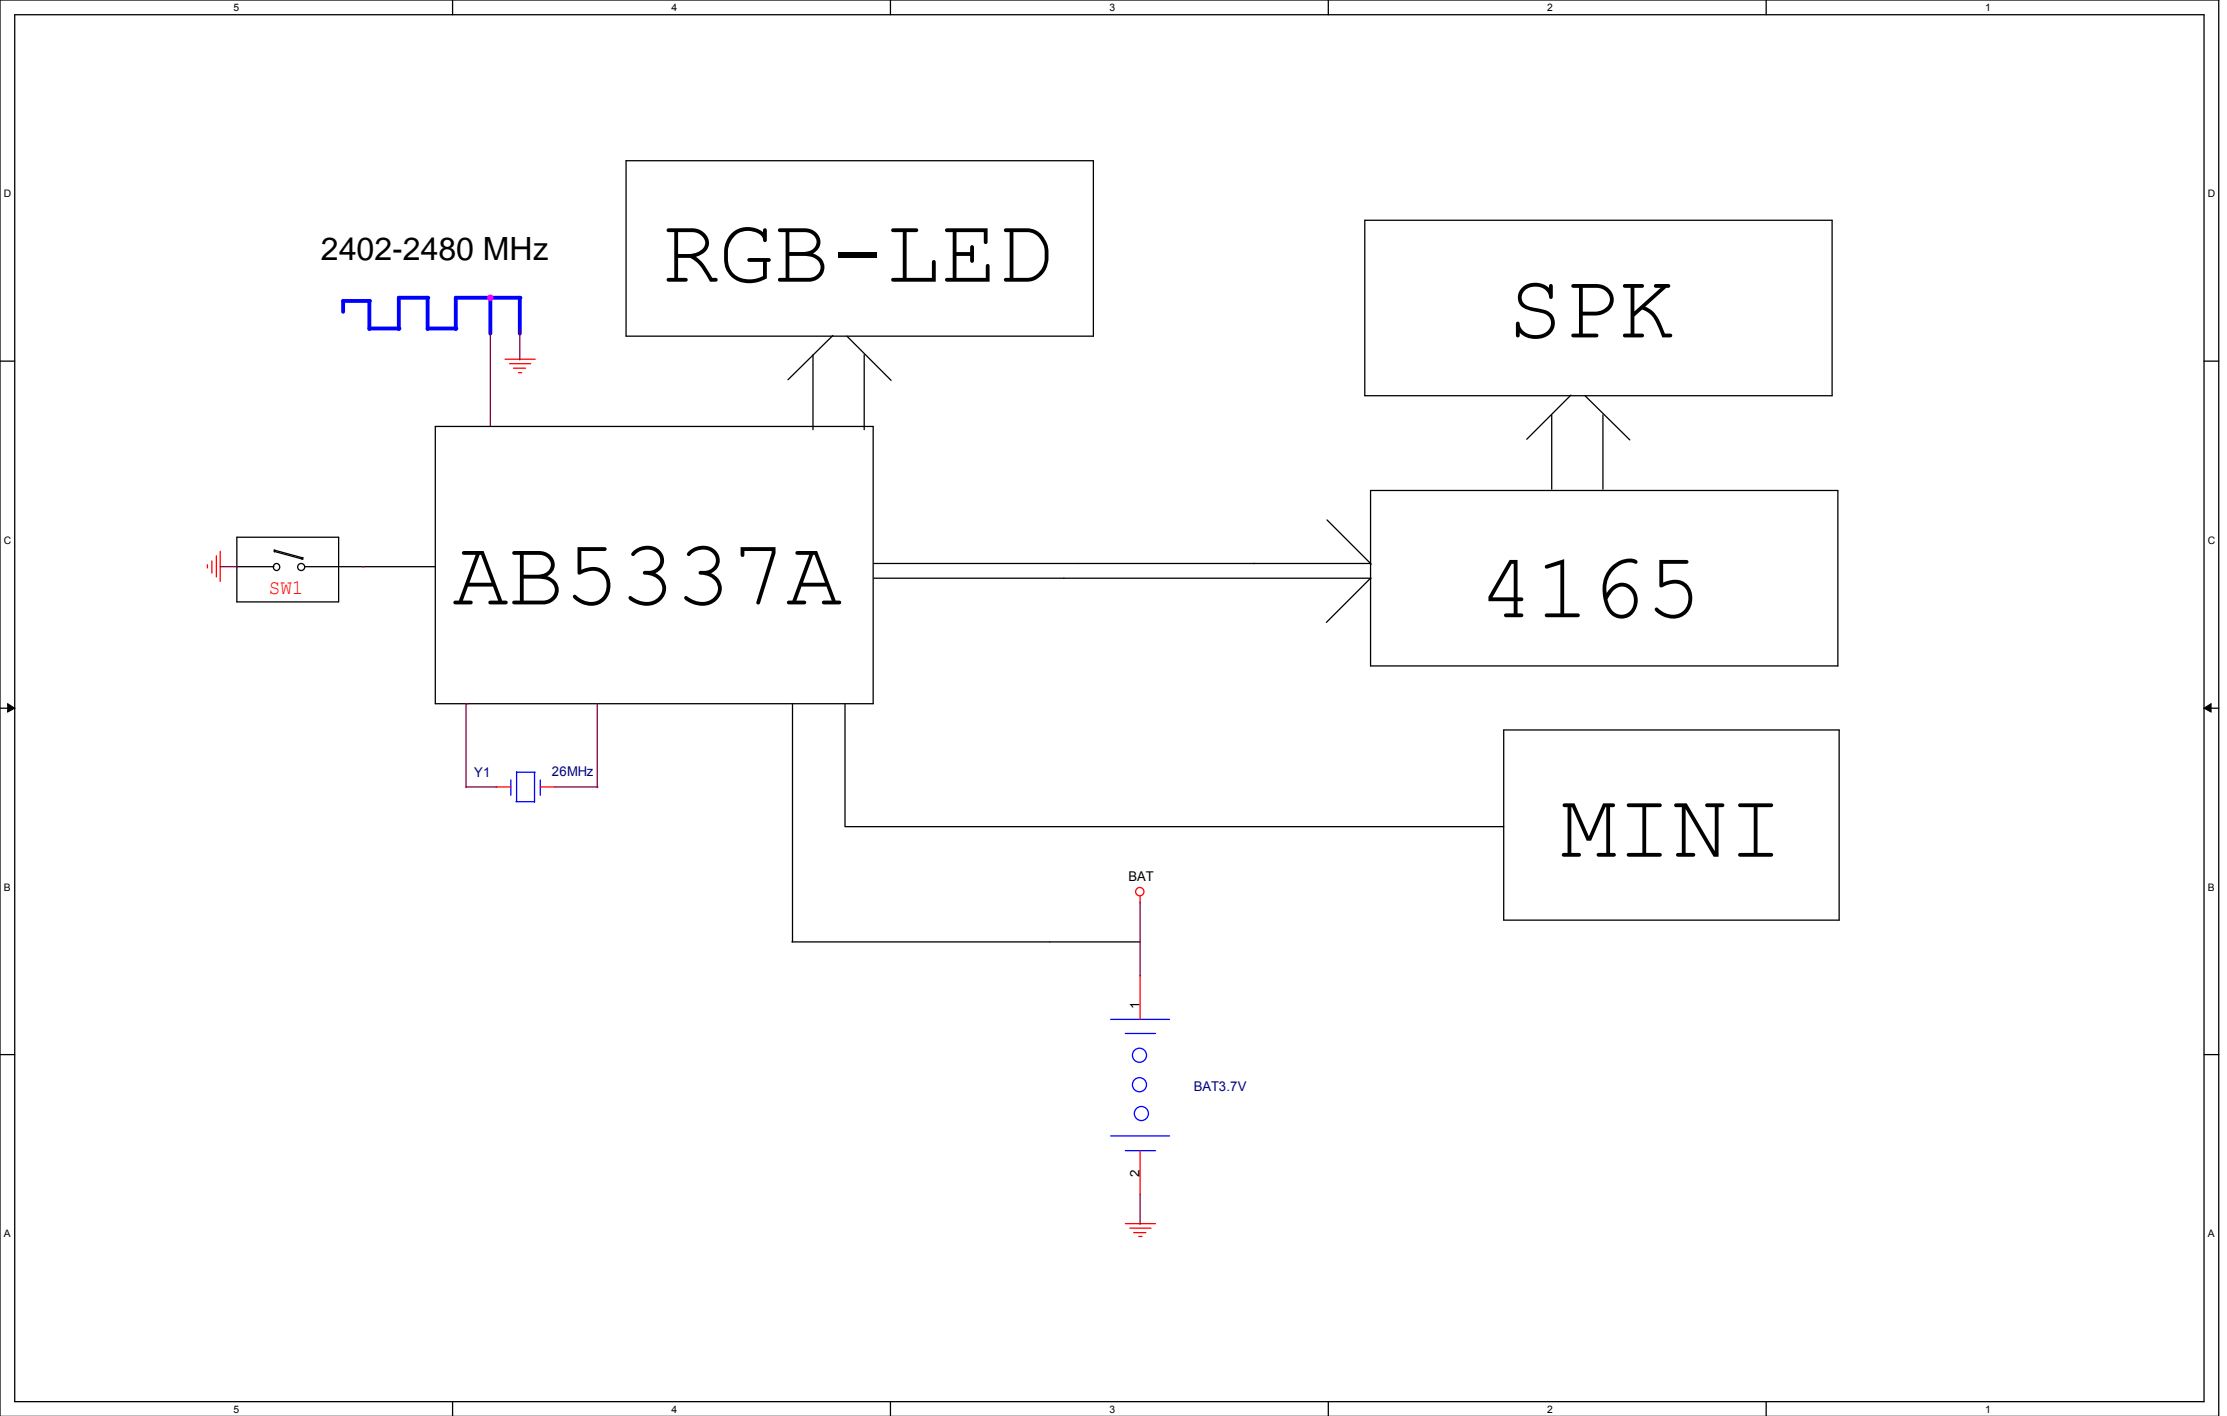 5 4 3 2 1
D D
2402-2480 MHz
RGB-LED
SPK
C C
AB5337A
4165
SW1
Y1 26MHz
MINI
BAT
B B
1
BAT3.7V
2
A A
5 4 3 2 1